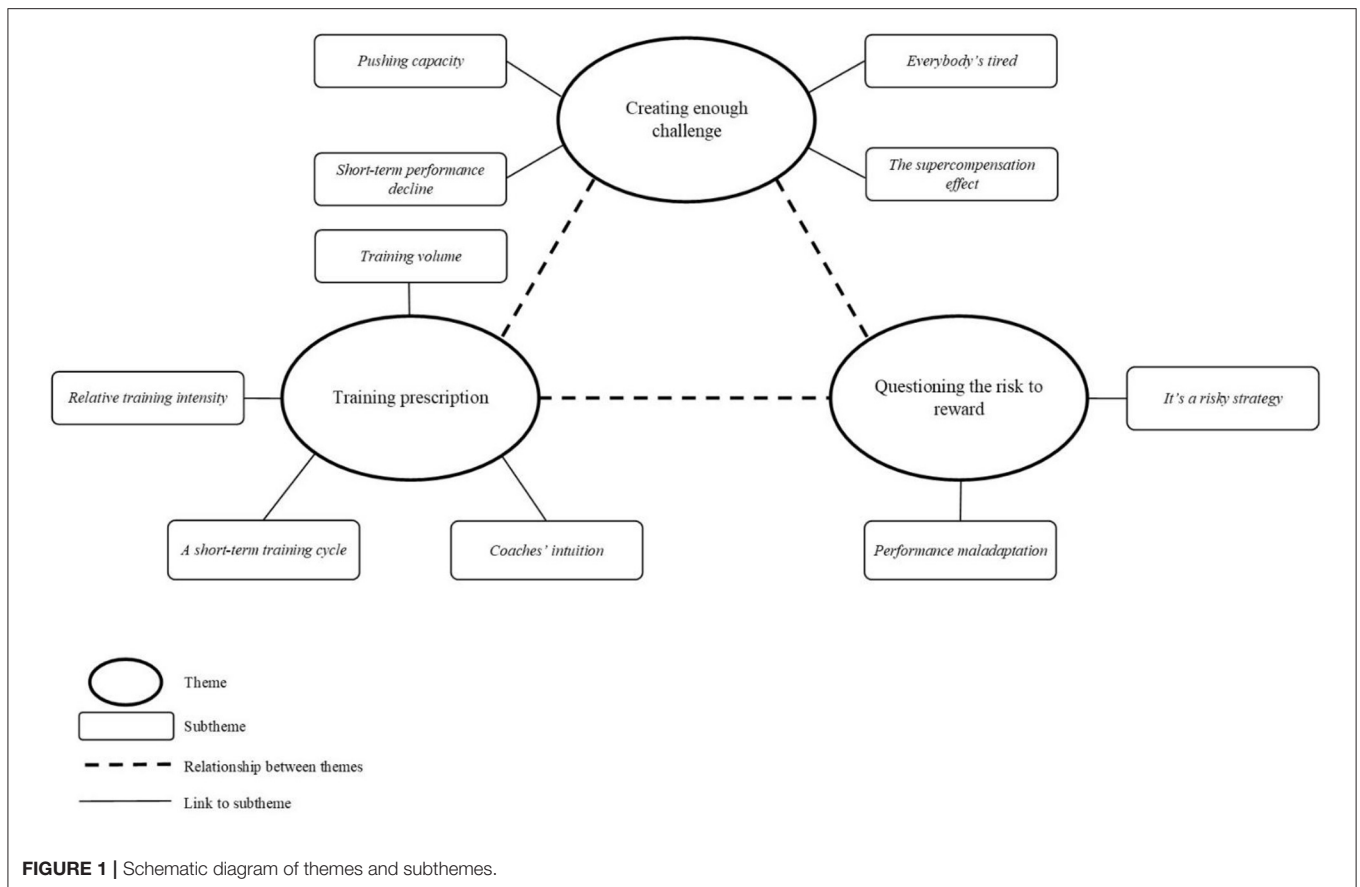 Pushing capacity
Everybody's tired
Creating enough
challenge
Short-term performance
decline
The supercompensation
effect
Training volume
Relative training intensity
Training prescription
Questioning the risk to
reward
It's a risky strategy
A short-term training cycle
Coaches' intuition
Performance maladaptation
Theme
Subtheme
Relationship between themes
Link to subtheme
FIGURE 1 | Schematic diagram of themes and subthemes.